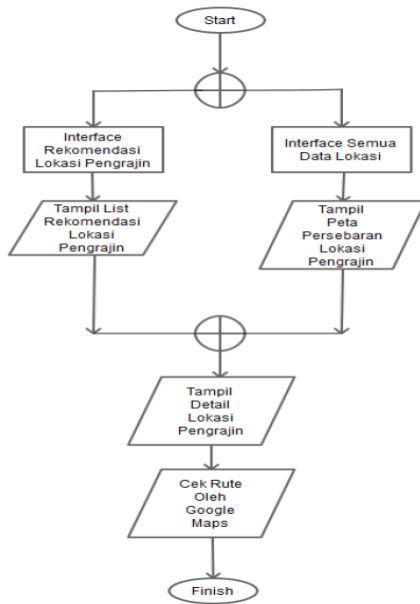 Start
Interface
Rekomendasi
Lokasi Pengrajin
Interface Semua
Data Lokasi
Tampil List
Rekomendasi
Lokasi
Pengrajin
Tampil
Peta
Persebaran
Lokasi
Pengrajin
Tampil
Detail
Lokasi
Pengrajin
Cek Rute
Oleh
Google
Maps
Finish